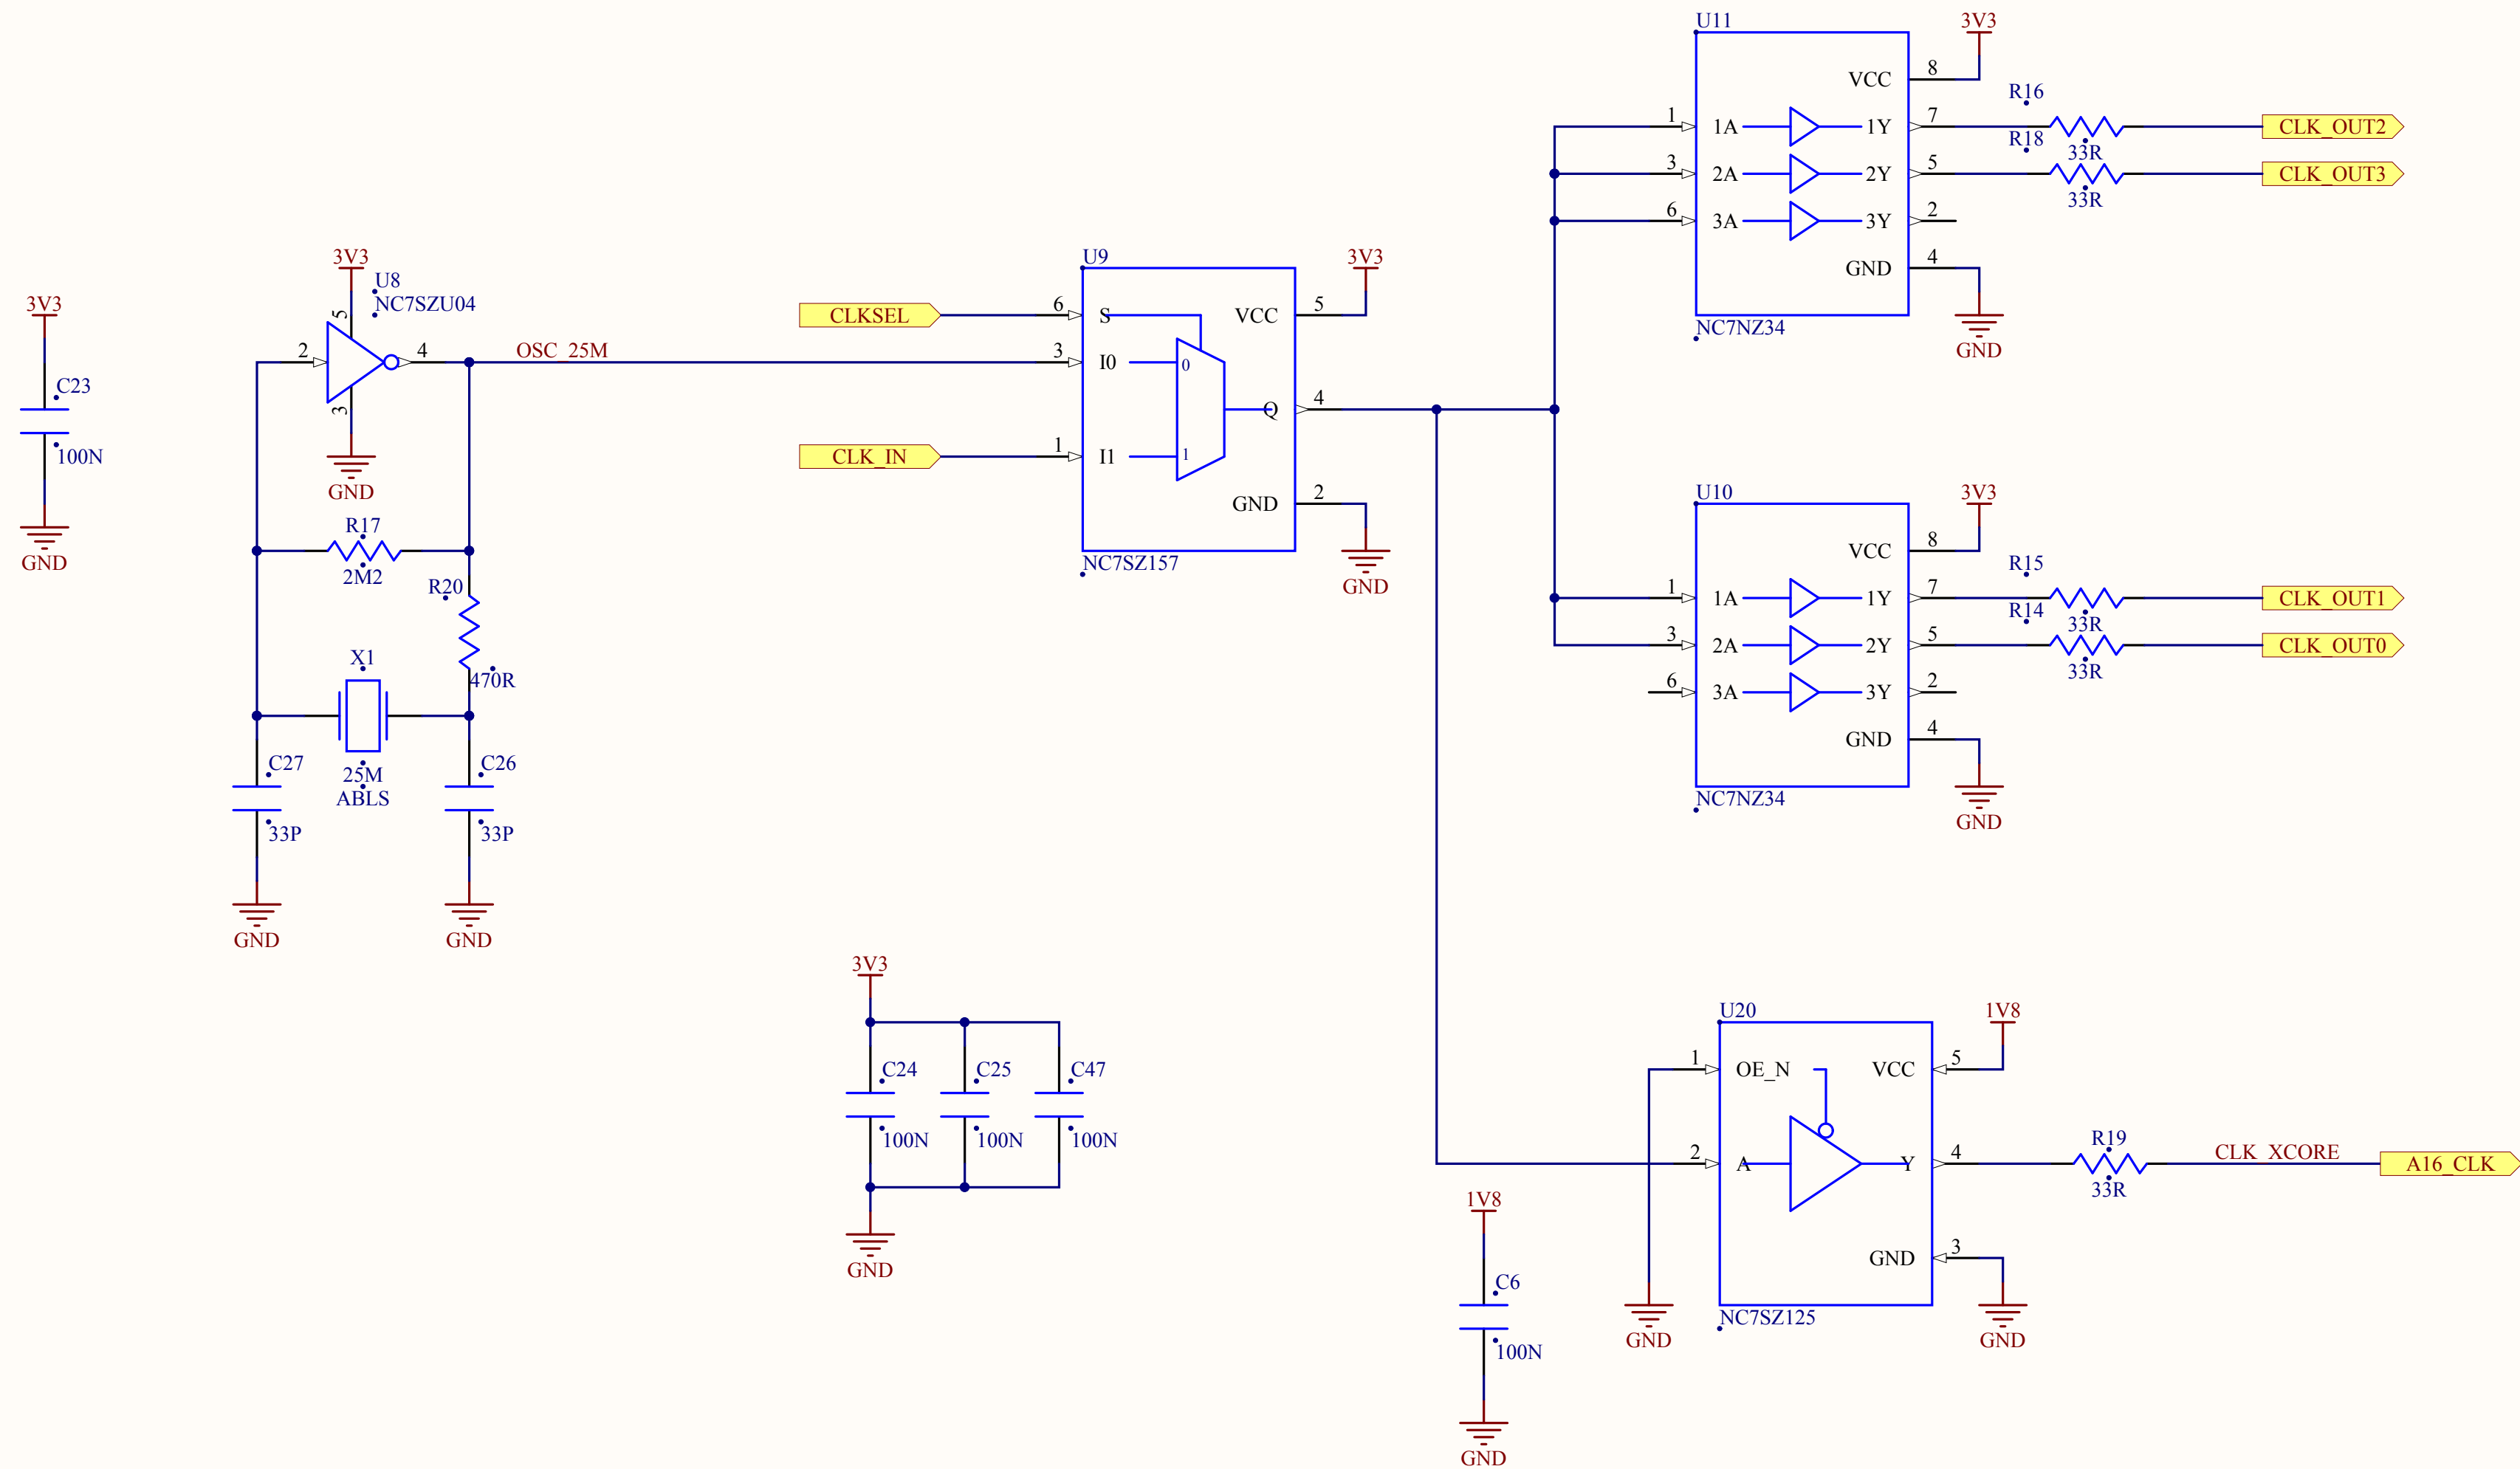 U11
3V3
VCC
8
R16
1
1A
1Y
7
CLK_OUT2
R18
33R
3
2A
2Y
5
CLK_OUT3
33R
6
3A
3Y
2
GND
4
NC7NZ34
GND
3V3
U8
NC7SZU04
5
2
4
3
GND
OSC_25M
3V3
C23
100N
GND
R17
2M2
R20
470R
X1
25M
ABLS
C27
33P
GND
C26
33P
GND
U9
3V3
CLKSEL
6
S
VCC
5
3
I0
0
Q
4
CLK_IN
1
I1
1
GND
2
NC7SZ157
GND
U10
3V3
VCC
8
R15
1
1A
1Y
7
CLK_OUT1
R14
33R
3
2A
2Y
5
CLK_OUT0
33R
6
3A
3Y
2
GND
4
NC7NZ34
GND
3V3
C24
C25
C47
100N
100N
100N
GND
U20
1V8
1
OE_N
VCC
5
2
A
Y
4
R19
33R
CLK_XCORE
A16_CLK
GND
3
NC7SZ125
GND
GND
1V8
C6
100N
GND